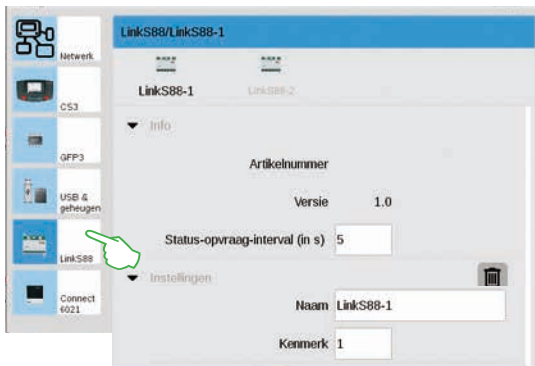 Netwerk
CS3
GFP3
USB &
geheugen
LinkS88
Connect
6021
LinkS88/LinkS88-1
LinkS88-1 LinkS88-2
Info
Artikelnummer
Versie 1.0
Status-opvraag-interval (in s) 5
Instellingen
Naam LinkS88-1
Kenmerk 1